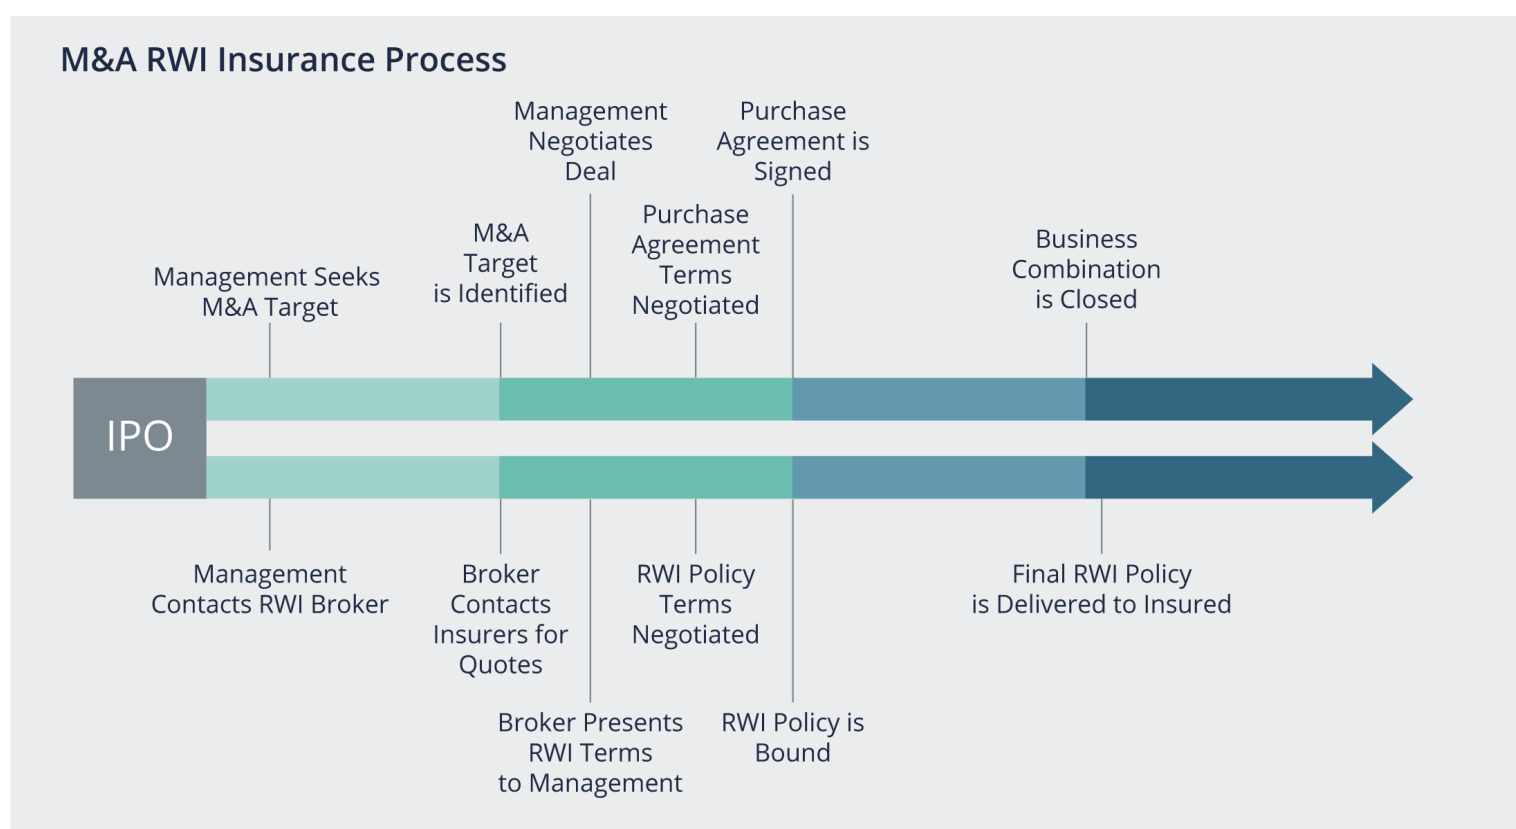 M&A RWI Insurance Process
Management
Negotiates
Deal
Purchase
Agreement is
Signed
Management Seeks
M&A Target
M&A
Target
is Identified
Purchase
Agreement
Terms
Negotiated
Business
Combination
is Closed
IPO
Management
Contacts RWI Broker
Broker
Contacts
Insurers for
Quotes
RWI Policy
Terms
Negotiated
Final RWI Policy
is Delivered to Insured
Broker Presents
RWI Terms
to Management
RWI Policy is
Bound